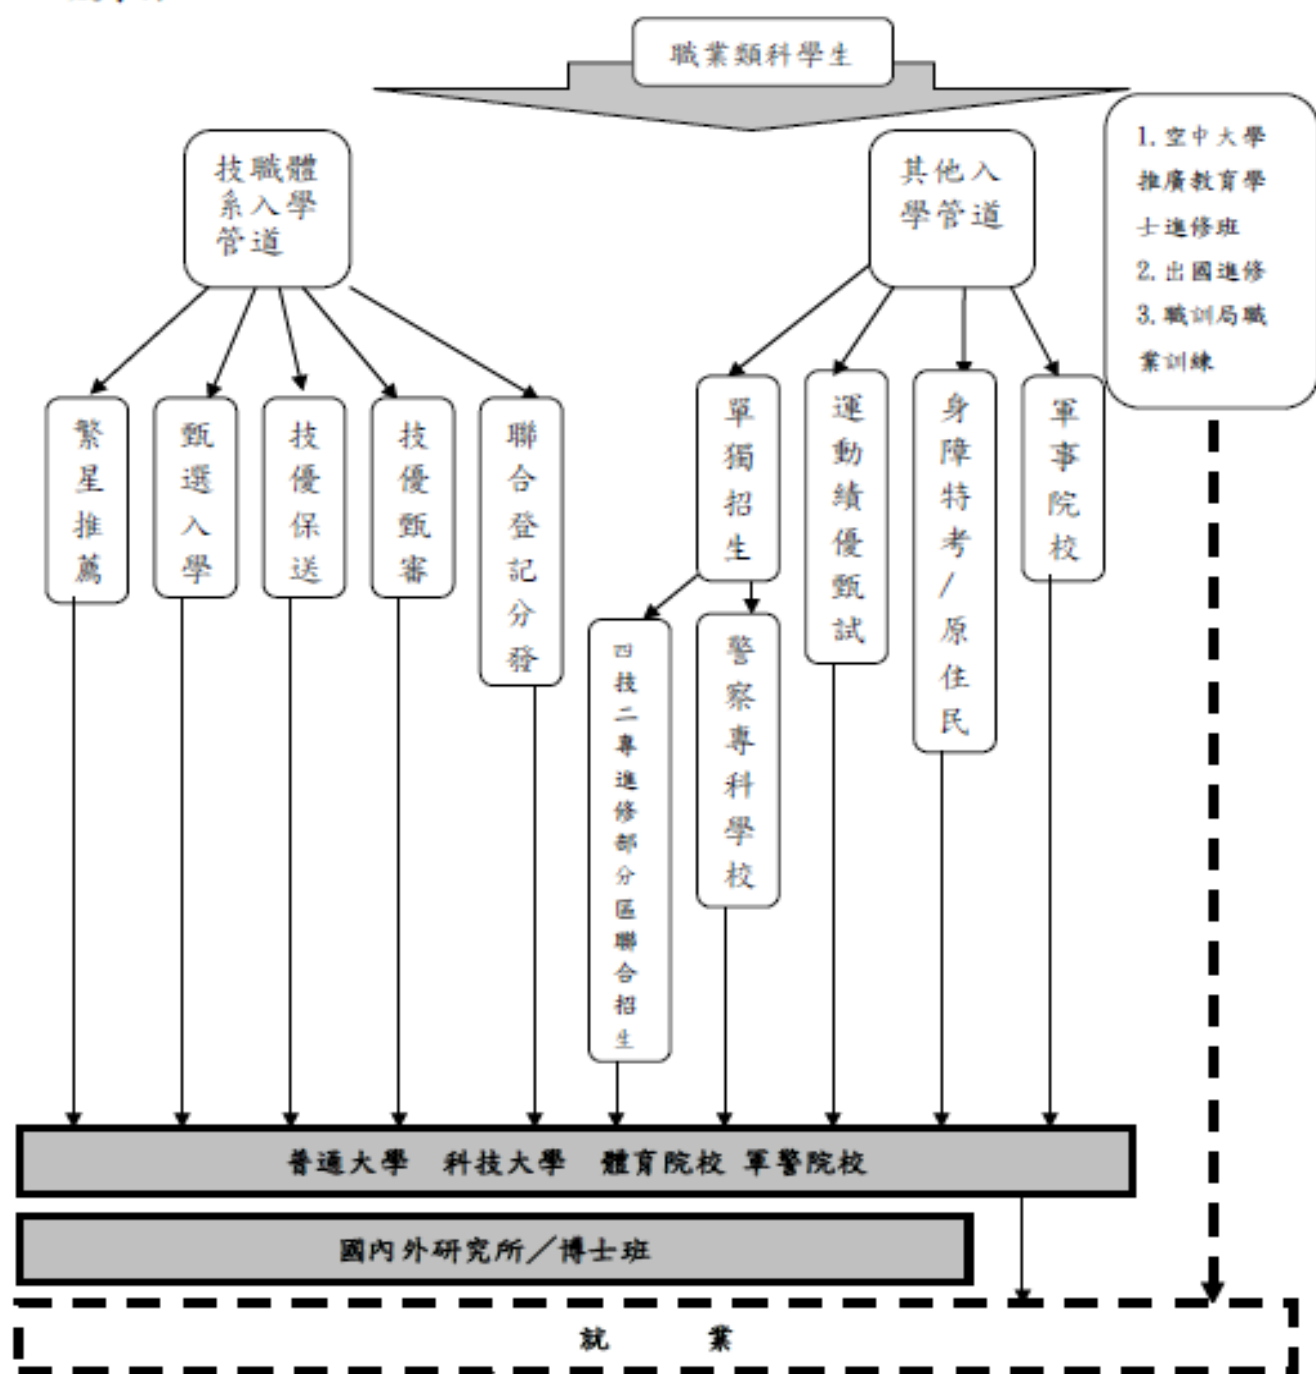 職業類科學生
技職體
系入學
管道
其他入
學管道
1. 空中大學
推廣教育學
士進修班
2. 出國進修
3. 職訓局職
業訓練
繁星推薦
甄選入學
技優保送
技優甄審
聯合登記分發
單獨招生
運動績優甄試
身障特考/原住民
軍事院校
四技二專進修部分區聯合招生
警察專科學校
普通大學 科技大學 體育院校 軍警院校
國內外研究所／博士班
就 業